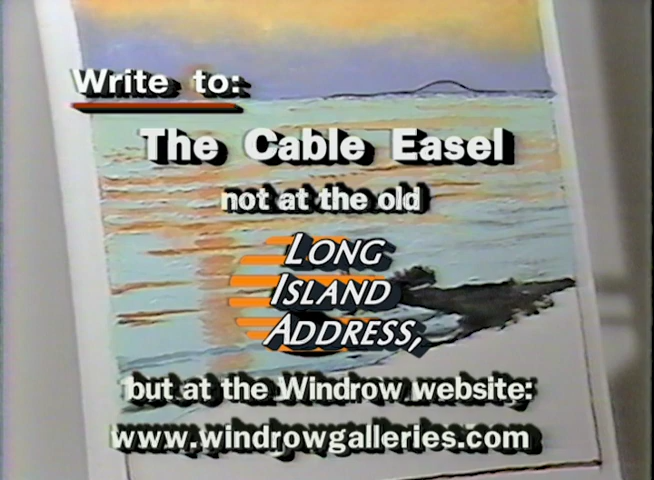 Write to:
The Cable Easel
not at the old
LONG
ISLAND
ADDRESS,
but at the Windrow website:
www.windrowgalleries.com